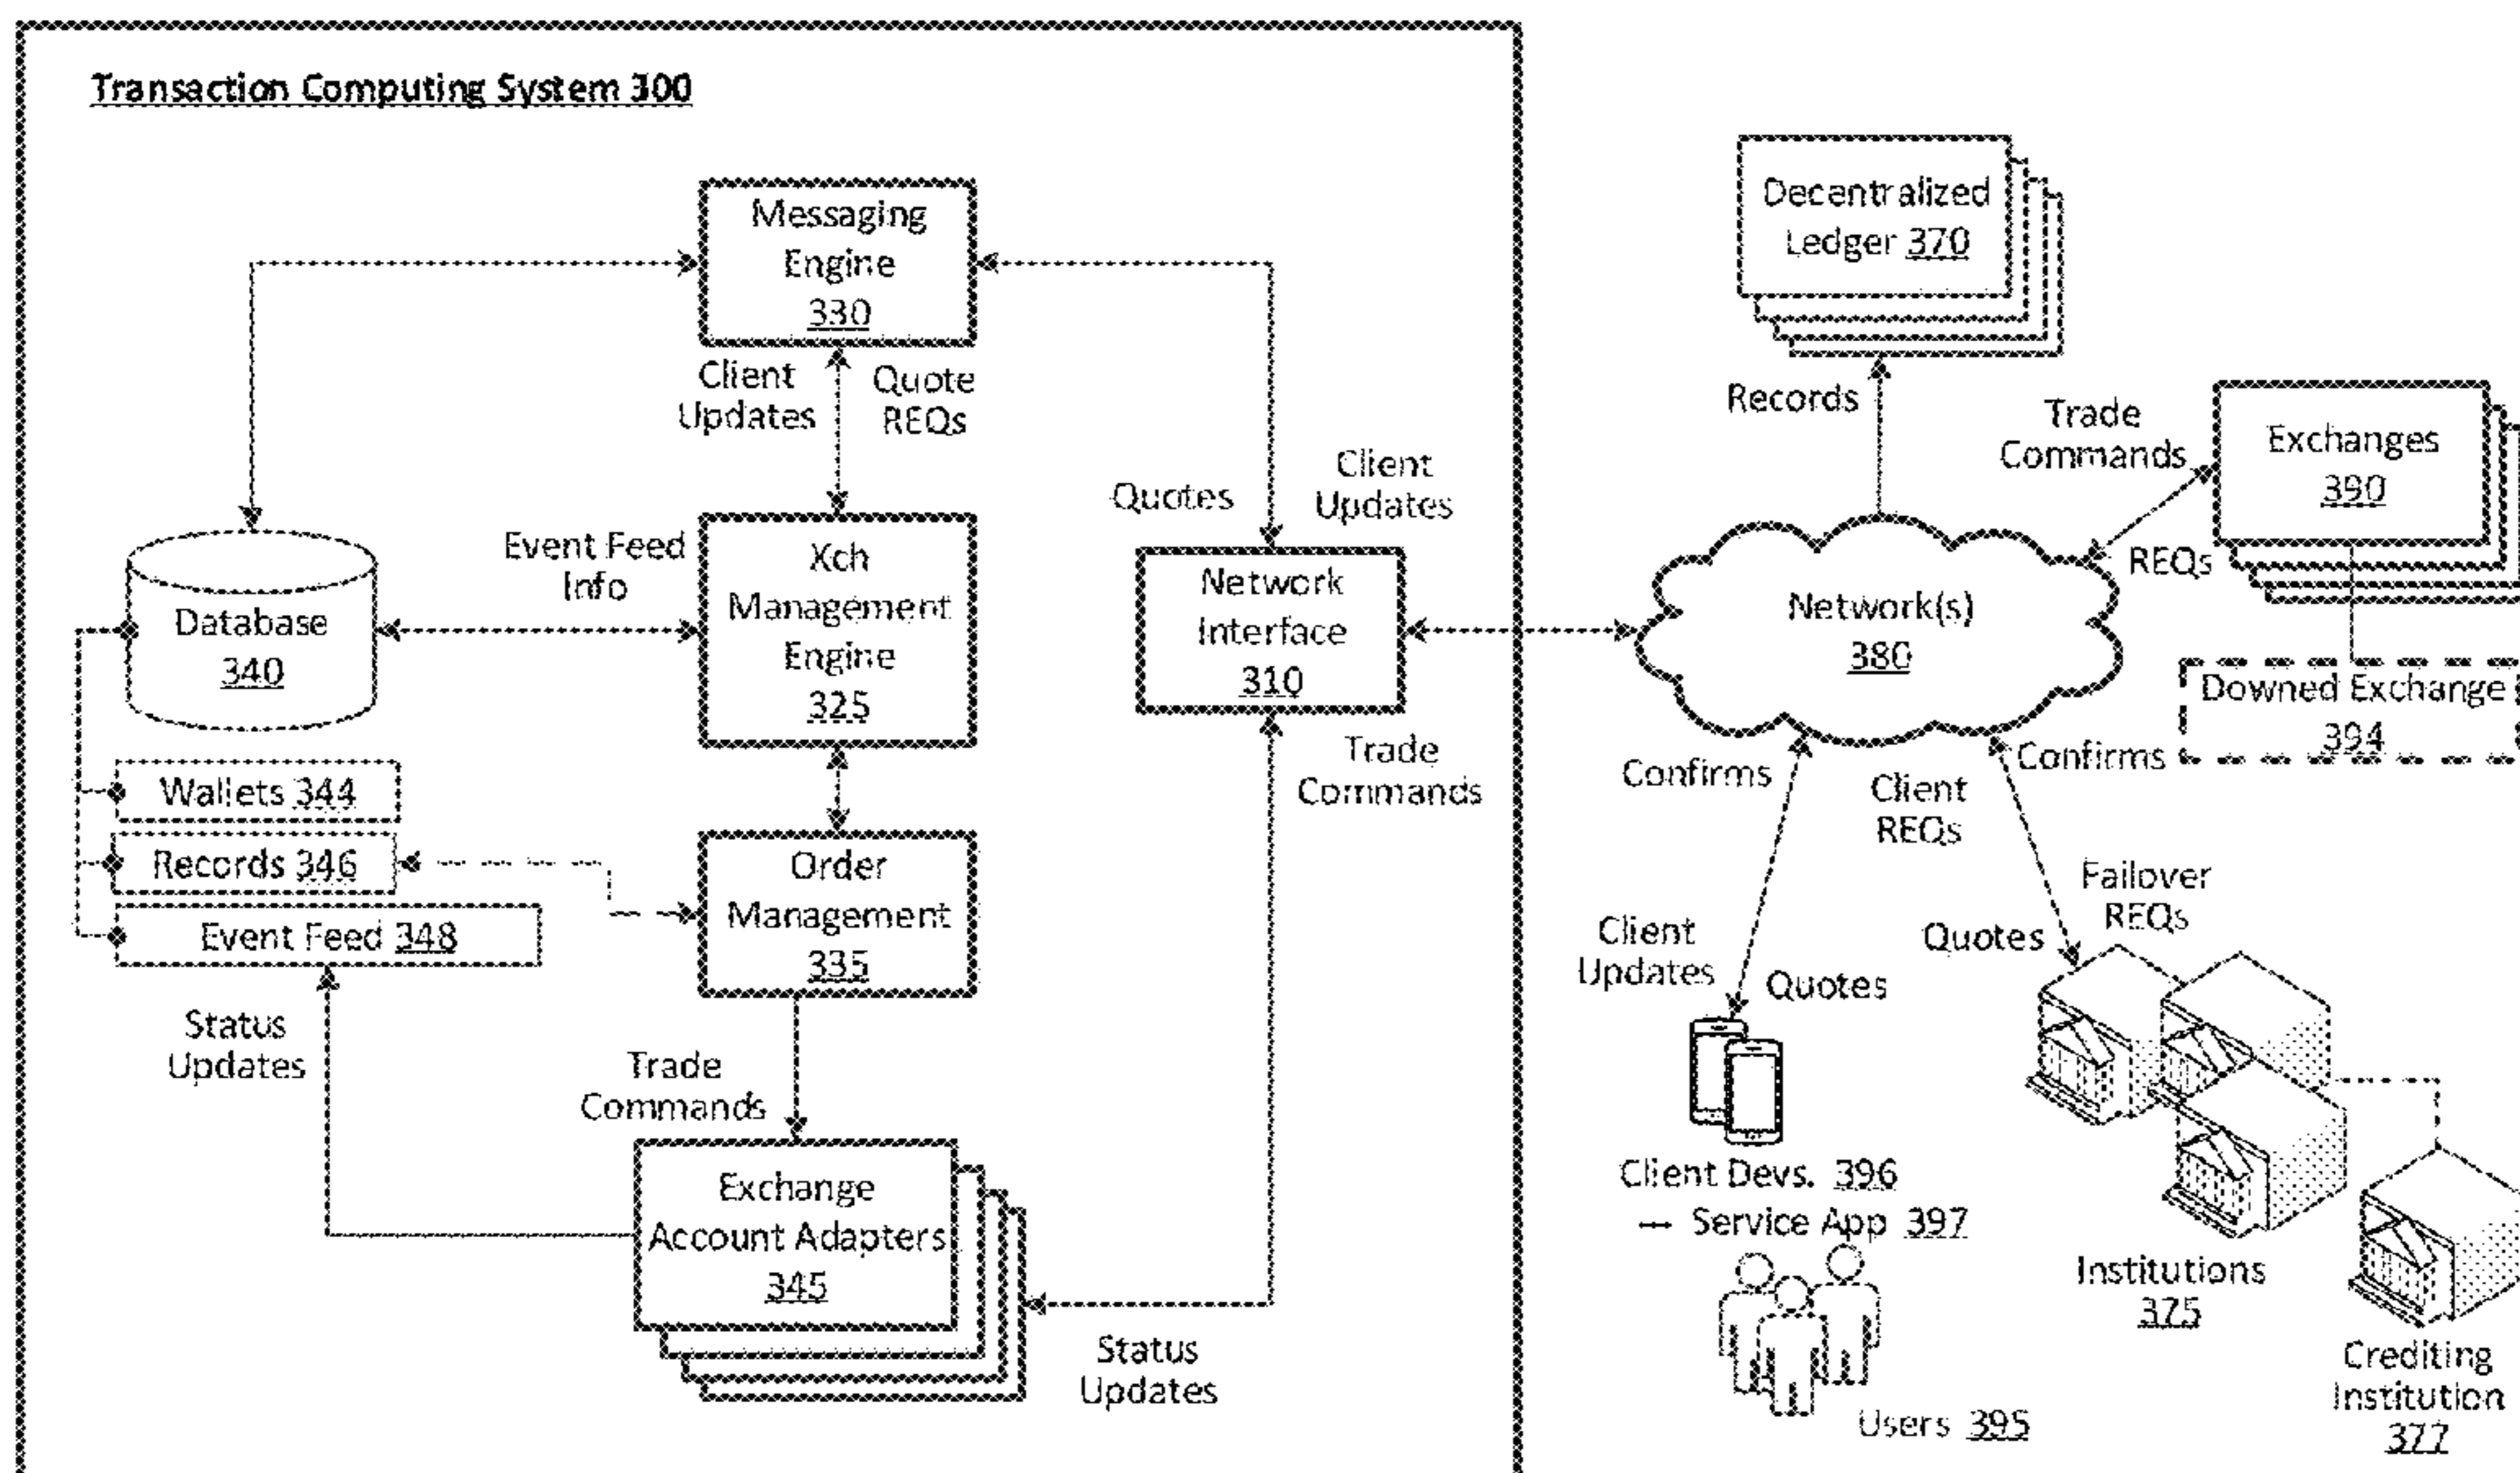 Transaction Computing System 300
Messaging
Engine
330
Client
Updates
Quote
REQs
Quotes
Client
Updates
Event Feed
Info
Xch
Management
Engine
325
Network
Interface
310
Database
340
Wallets 344
Records 346
Event Feed 348
Order
Management
335
Trade
Commands
Status
Updates
Trade
Commands
Exchange
Account Adapters
345
Status
Updates
Decentralized
Ledger 370
Records
Trade
Commands
Exchanges
390
REQs
Network(s)
380
Downed Exchange
394
Confirms
Client
REQs
Confirms
Failover
REQs
Client
Updates
Quotes
Quotes
Client Devs. 396
Service App 397
Institutions
375
Crediting
Institution
377
Users 395